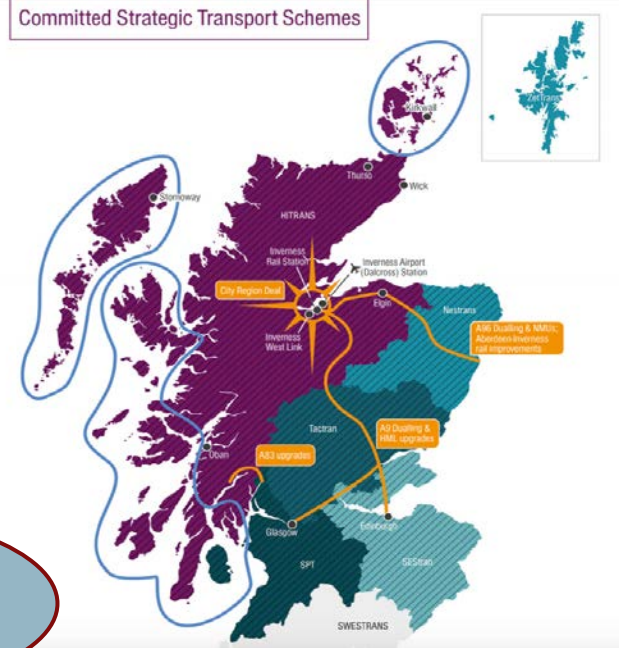 Committed Strategic Transport Schemes
Kirkwall
ZetTrans
Thurso
Wick
Stornoway
HITRANS
Inverness
Rail Station
Inverness Airport
(Dalcross) Station
City Region Deal
Elgin
Nestrans
Inverness
West Link
A96 Dualling & NMUs;
Aberdeen-Inverness
rail improvements
Tactran
A9 Dualling &
HML upgrades
Oban
A83 upgrades
Glasgow
Edinburgh
SPT
SEStran
SWESTRANS